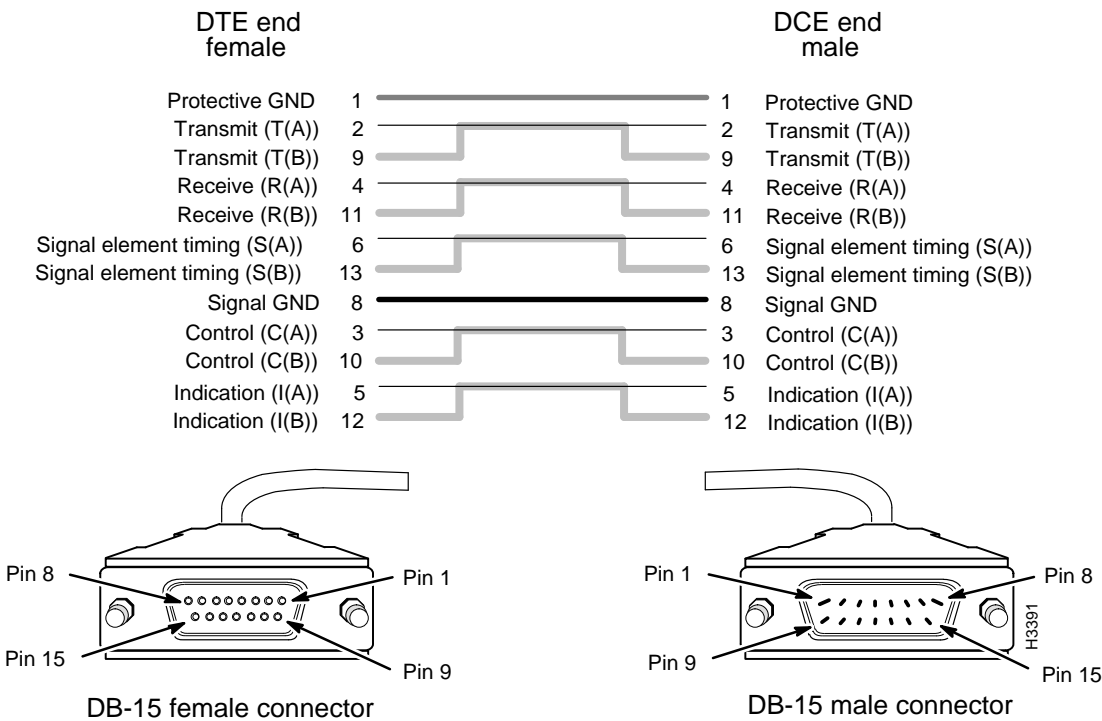 DTE end
female
DCE end
male
Protective GND 1 1 Protective GND
Transmit (T(A)) 2 2 Transmit (T(A))
Transmit (T(B)) 9 9 Transmit (T(B))
Receive (R(A)) 4 4 Receive (R(A))
Receive (R(B)) 11 11 Receive (R(B))
Signal element timing (S(A)) 6 6 Signal element timing (S(A))
Signal element timing (S(B)) 13 13 Signal element timing (S(B))
Signal GND 8 8 Signal GND
Control (C(A)) 3 3 Control (C(A))
Control (C(B)) 10 10 Control (C(B))
Indication (I(A)) 5 5 Indication (I(A))
Indication (I(B)) 12 12 Indication (I(B))
Pin 8
Pin 1
Pin 15
Pin 9
DB-15 female connector
Pin 1
Pin 8
Pin 9
Pin 15
H3391
DB-15 male connector